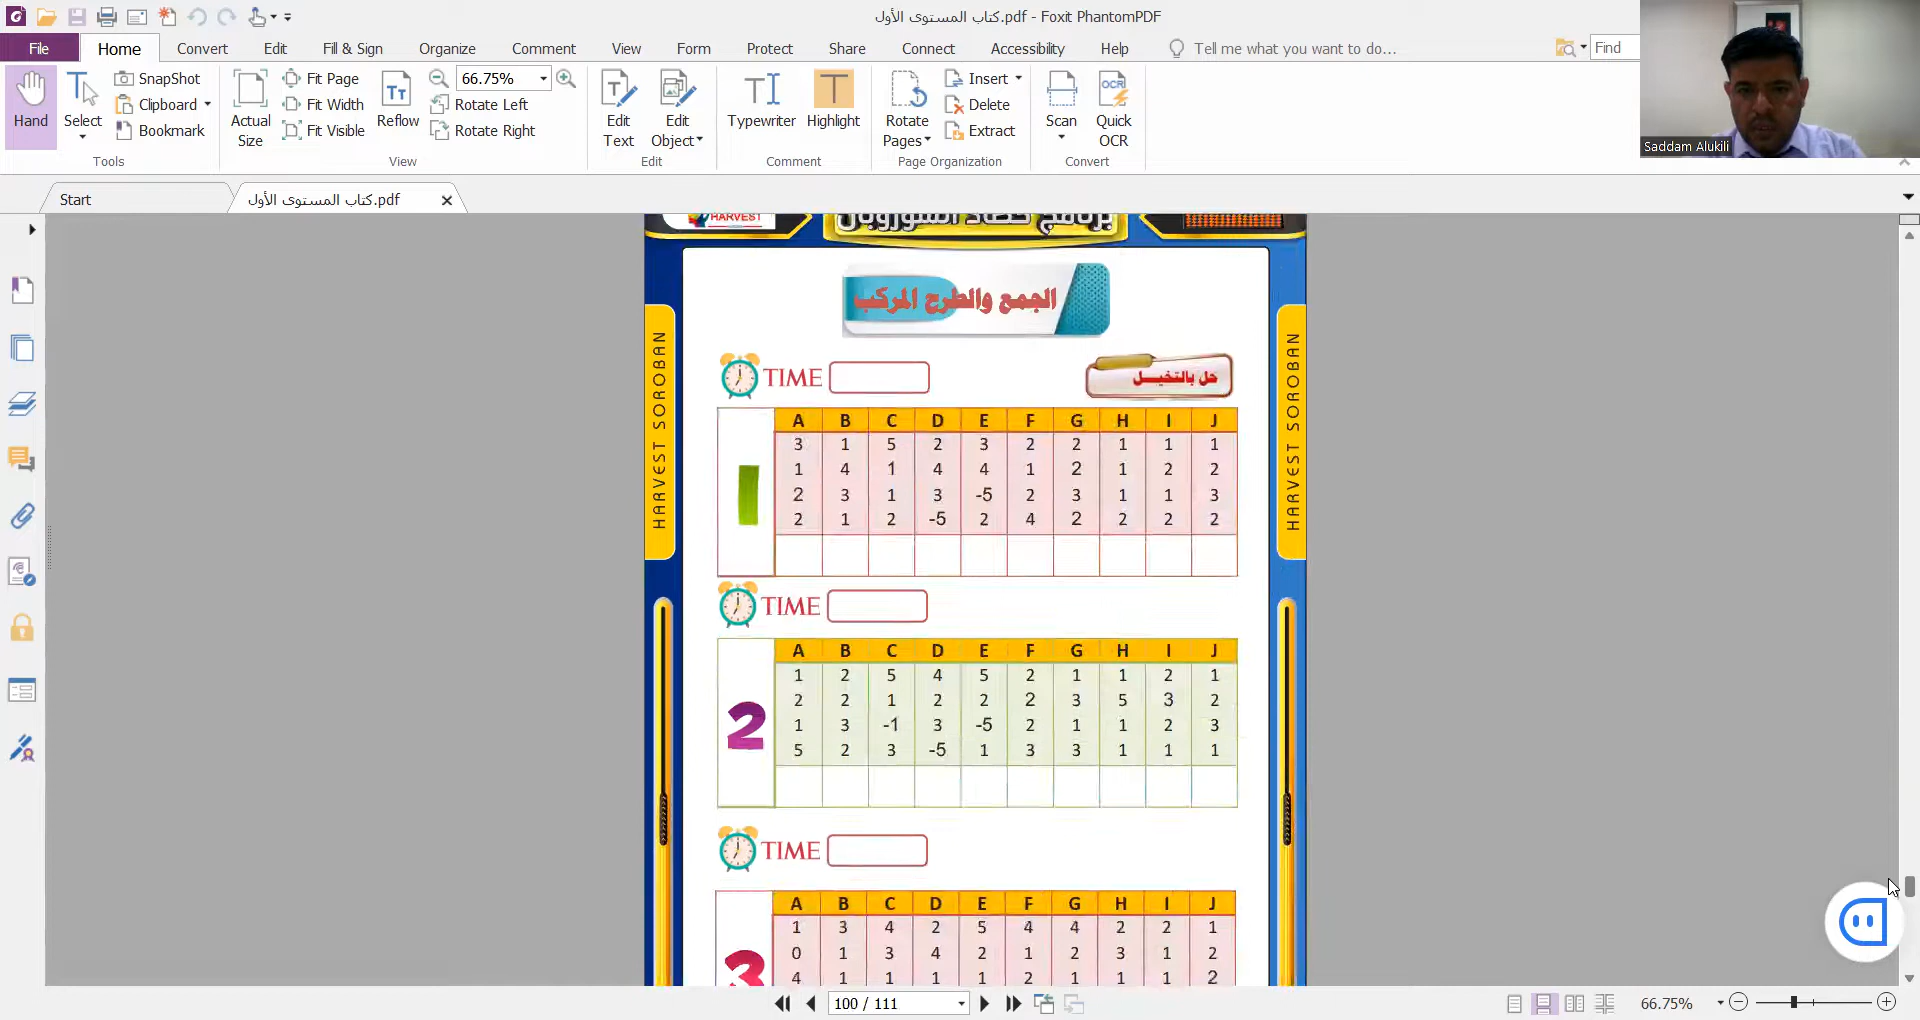 كتاب المستوى الأول.pdf - Foxit PhantomPDF
File Home Convert Edit Fill & Sign Organize Comment View Form Protect Share Connect Accessibility Help Tell me what you want to do... Find
Hand Select SnapShot Clipboard Bookmark
Actual Size Fit Page Fit Width Fit Visible Reflow 66.75% Rotate Left Rotate Right
Edit Text Edit Object Typewriter Highlight Rotate Pages Insert Delete Extract Scan Quick OCR
Tools View Edit Comment Page Organization Convert
Saddam Alukili
Start كتاب المستوى الأول.pdf
HARVEST برنامج حصاد السوروبان
الجمع والطرح المركب
TIME حل بالتخيل
HARVEST SOROBAN
HARVEST SOROBAN
1
A B C D E F G H I J
3 1 5 2 3 2 2 1 1 1
1 4 1 4 4 1 2 1 2 2
2 3 1 3 -5 2 3 1 1 3
2 1 2 -5 2 4 2 2 2 2
TIME
2
A B C D E F G H I J
1 2 5 4 5 2 1 1 2 1
2 2 1 2 2 2 3 5 3 2
1 3 -1 3 -5 2 1 1 2 3
5 2 3 -5 1 3 3 1 1 1
TIME
3
A B C D E F G H I J
1 3 4 2 5 4 4 2 2 1
0 1 3 4 2 1 2 3 1 2
4 1 1 1 1 2 1 1 1 2
100 / 111 66.75%